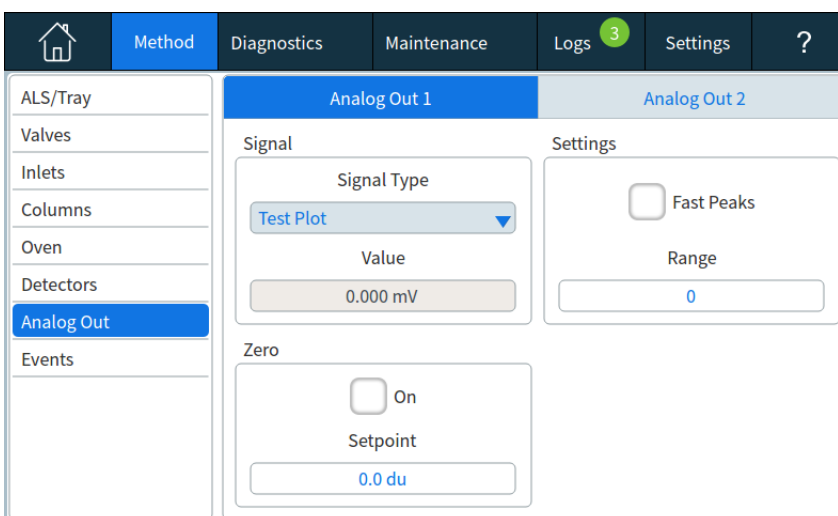 Method Diagnostics Maintenance Logs 3 Settings ?
ALS/Tray
Valves
Inlets
Columns
Oven
Detectors
Analog Out
Events
Analog Out 1 Analog Out 2
Signal
Signal Type
Test Plot
Value
0.000 mV
Settings
Fast Peaks
Range
0
Zero
On
Setpoint
0.0 du